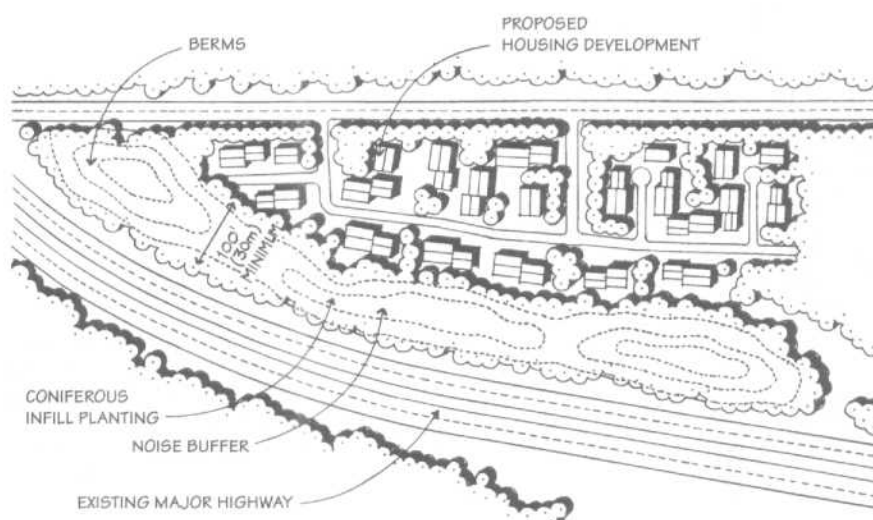 BERMS
PROPOSED
HOUSING DEVELOPMENT
100'
(30m)
MINIMUM
CONIFEROUS
INFILL PLANTING
NOISE BUFFER
EXISTING MAJOR HIGHWAY